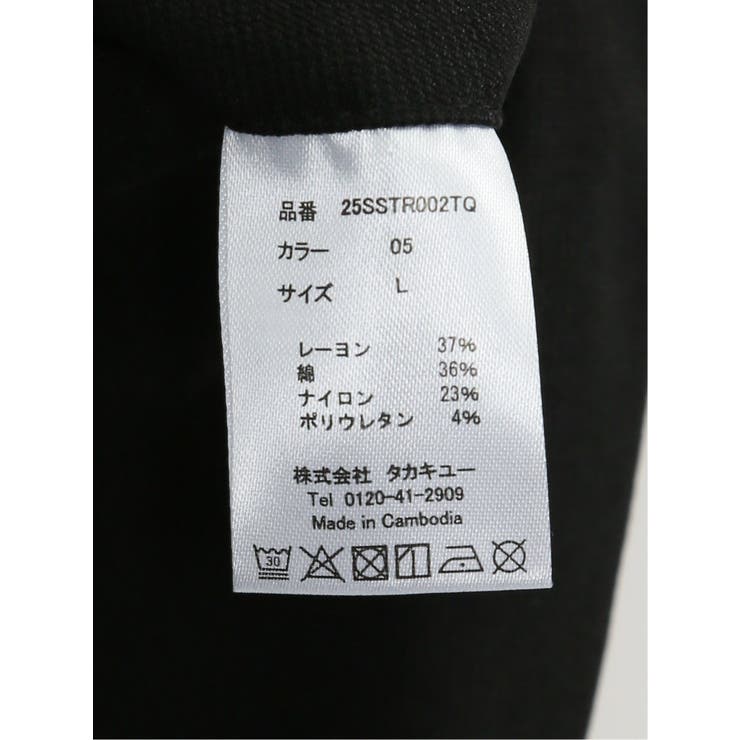 品番 25SSTR002TQ
カラー 05
サイズ L
レーヨン 37%
綿 36%
ナイロン 23%
ポリウレタン 4%
株式会社 タカキユー
Tel 0120-41-2909
Made in Cambodia
30